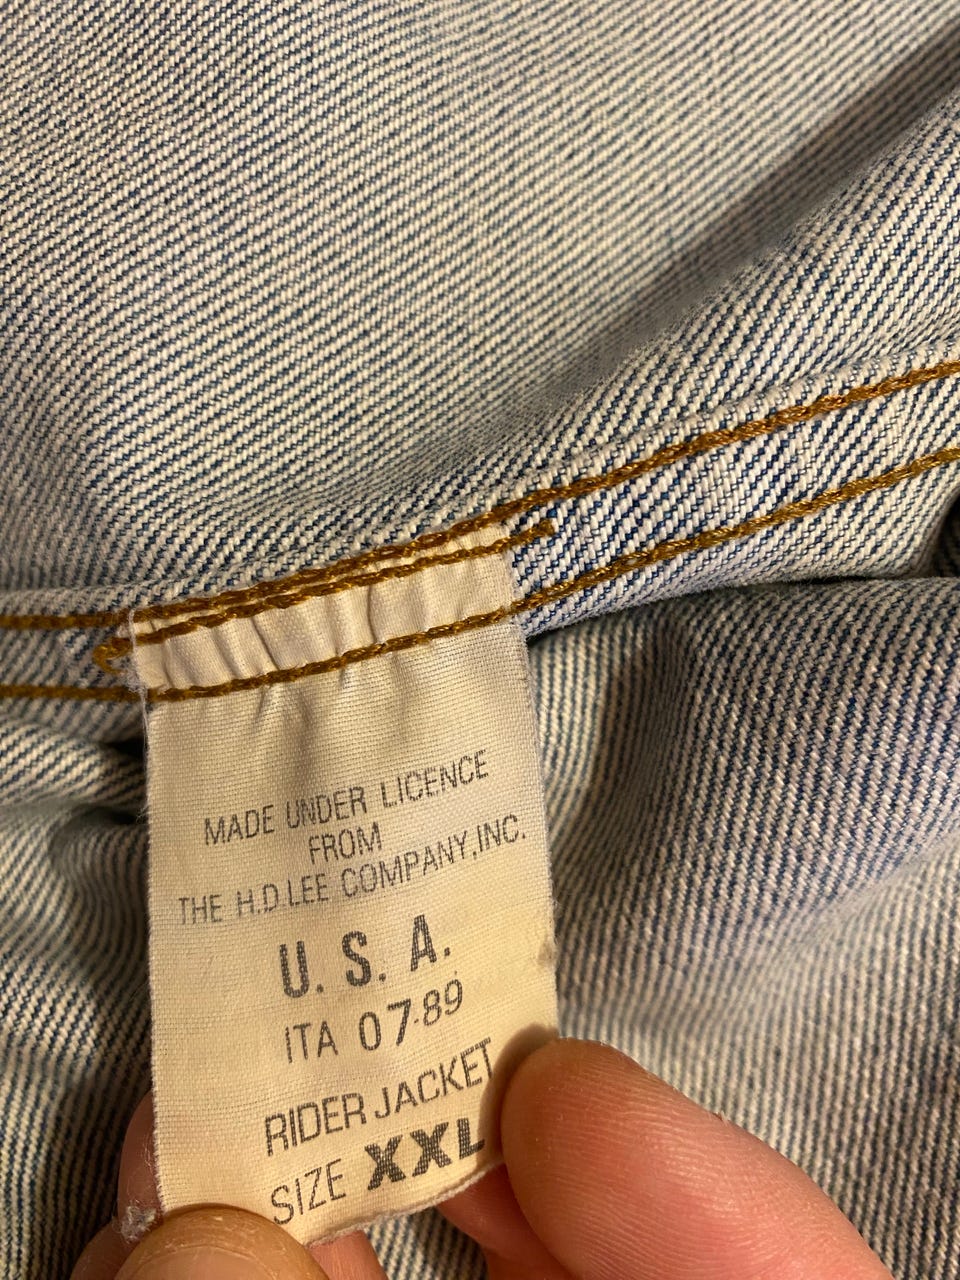 MADE UNDER LICENCE
FROM
THE H.D.LEE COMPANY,INC.
U. S. A.
ITA 07-89
RIDER JACKET
SIZE XXL